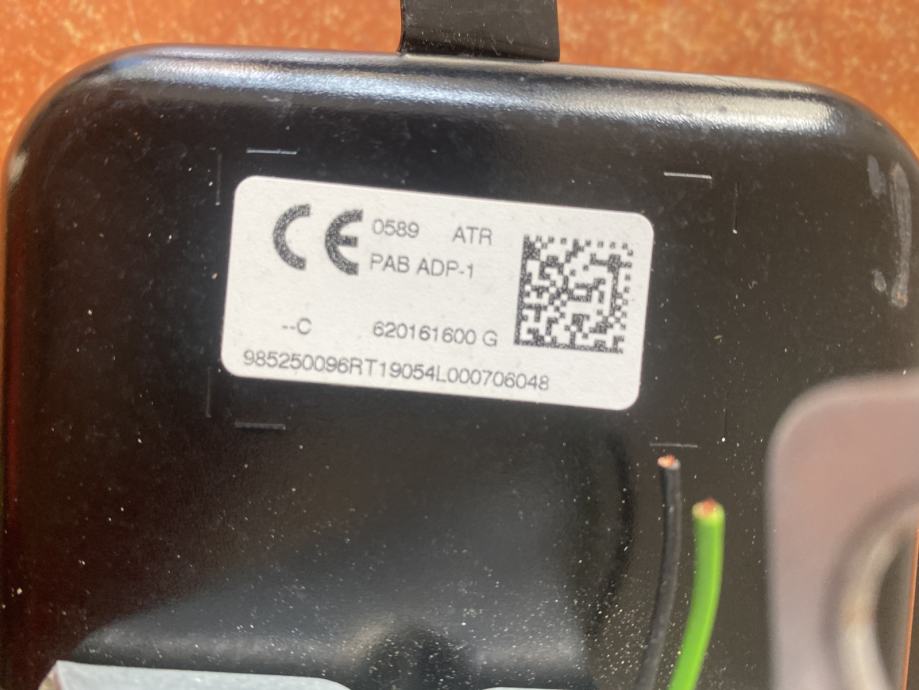 CE 0589 ATR
PAB ADP-1
--C 620161600 G
985250096RT19054L000706048